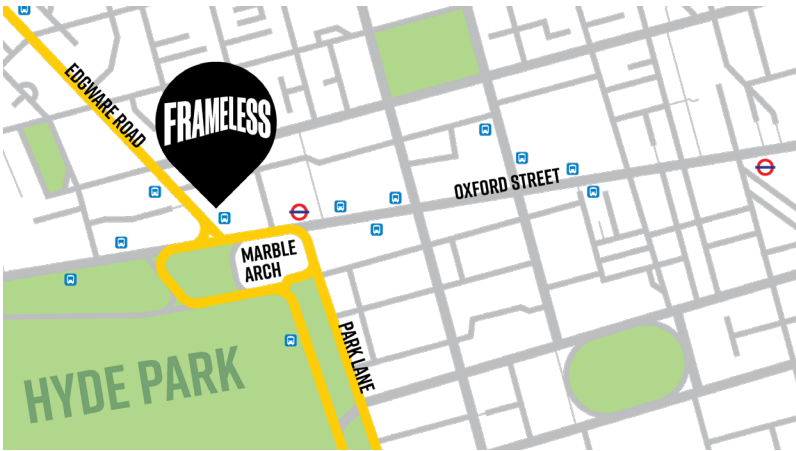 EDGWARE ROAD
FRAMELESS
OXFORD STREET
MARBLE
ARCH
PARK LANE
HYDE PARK